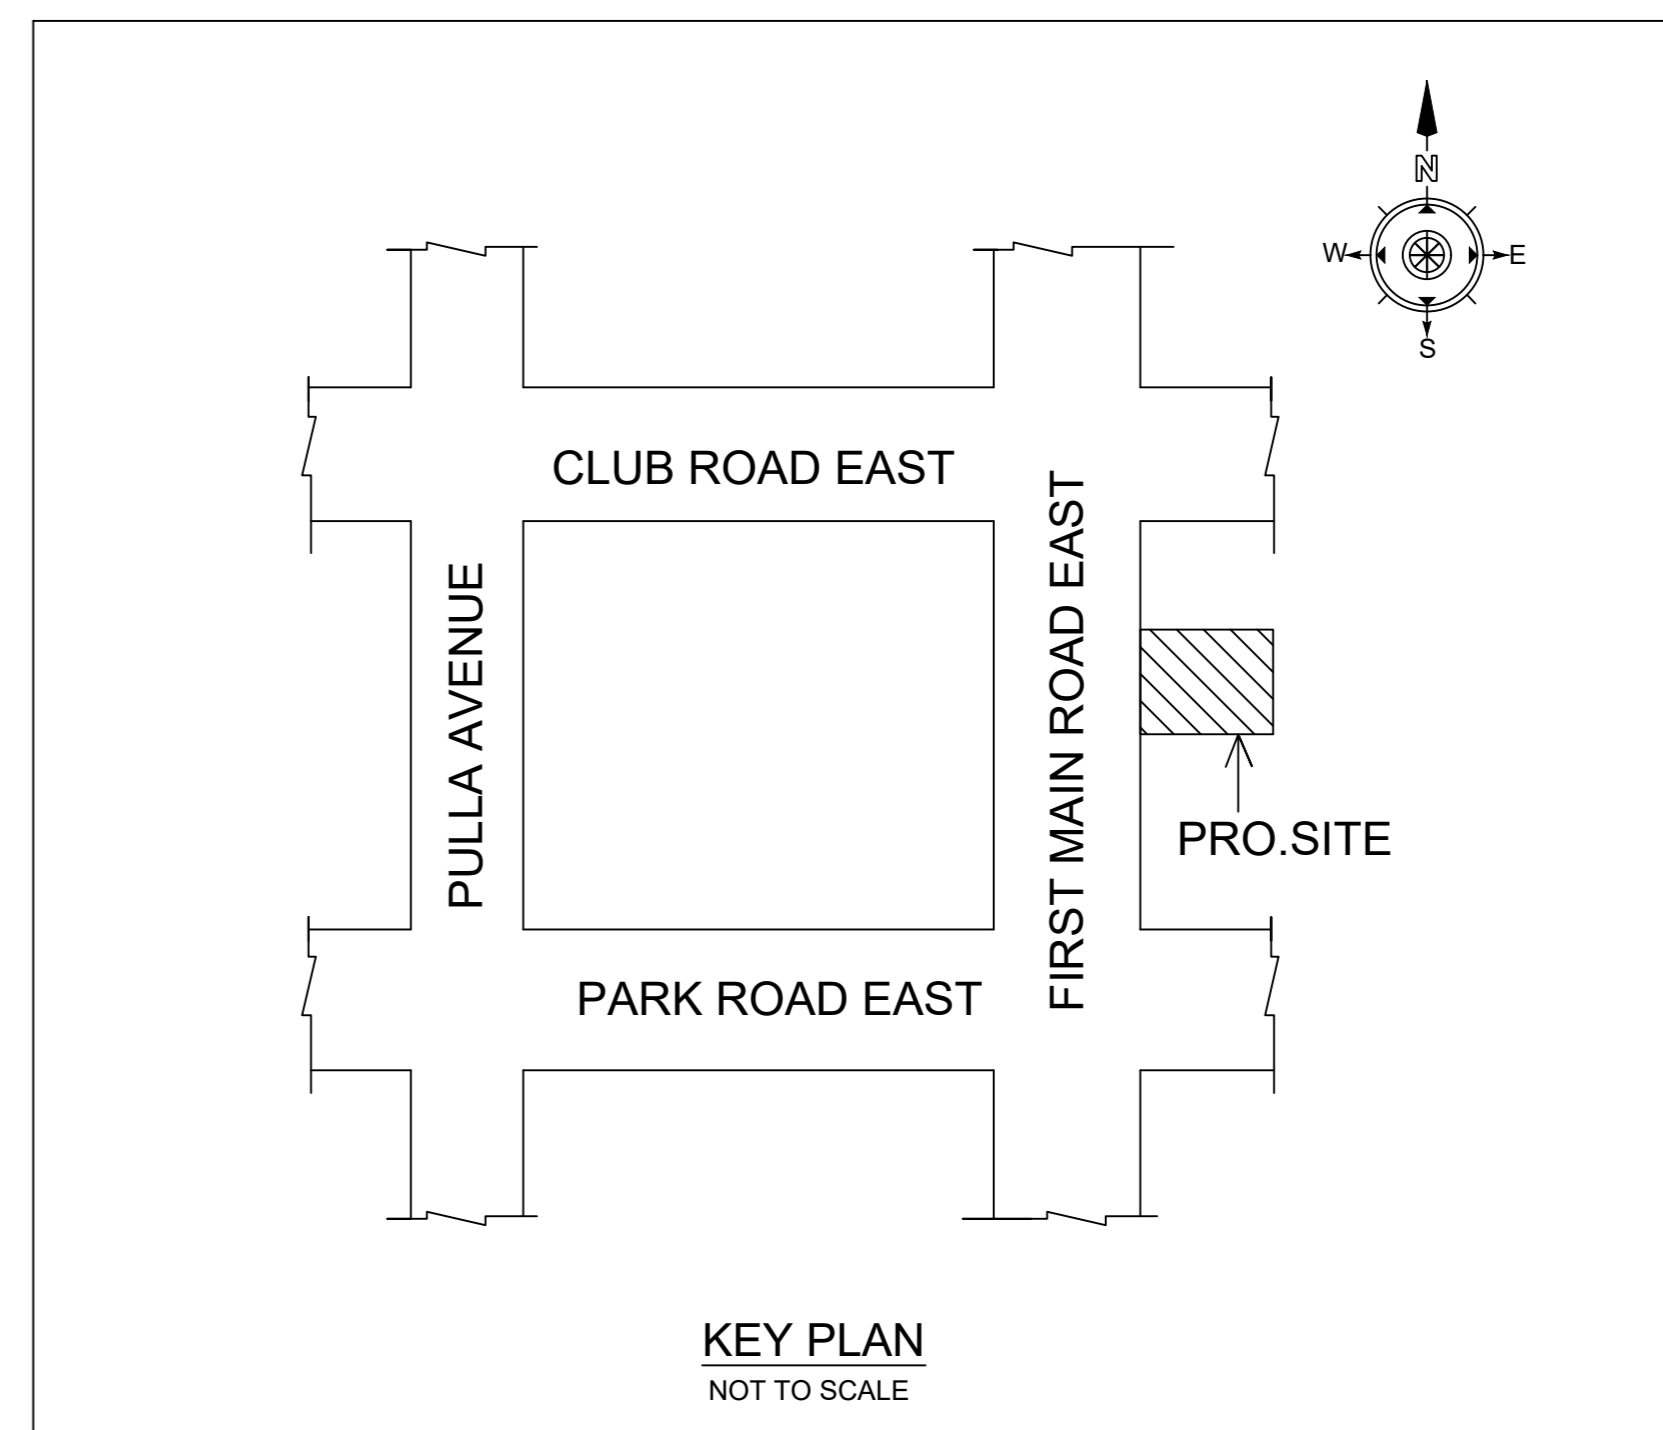 N
W
E
S
CLUB ROAD EAST
PULLA AVENUE
FIRST MAIN ROAD EAST
PRO.SITE
PARK ROAD EAST
KEY PLAN
NOT TO SCALE